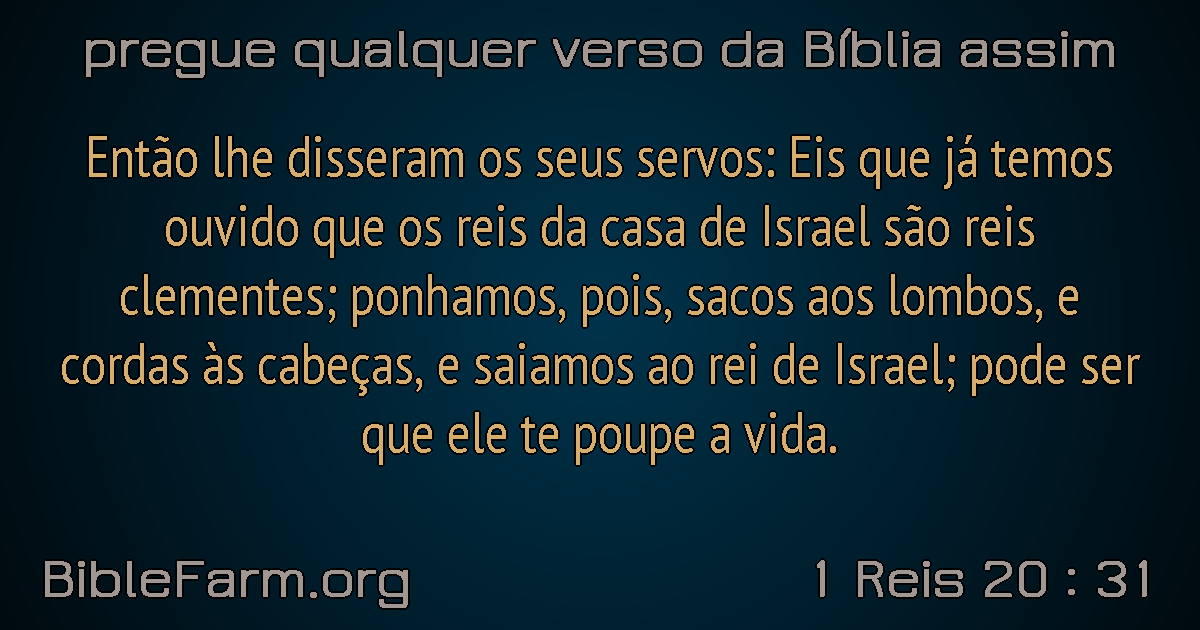 pregue qualquer verso da Bíblia assim
Então lhe disseram os seus servos: Eis que já temos
ouvido que os reis da casa de Israel são reis
clementes; ponhamos, pois, sacos aos lombos, e
cordas às cabeças, e saiamos ao rei de Israel; pode ser
que ele te poupe a vida.
BibleFarm.org
1 Reis 20 : 31